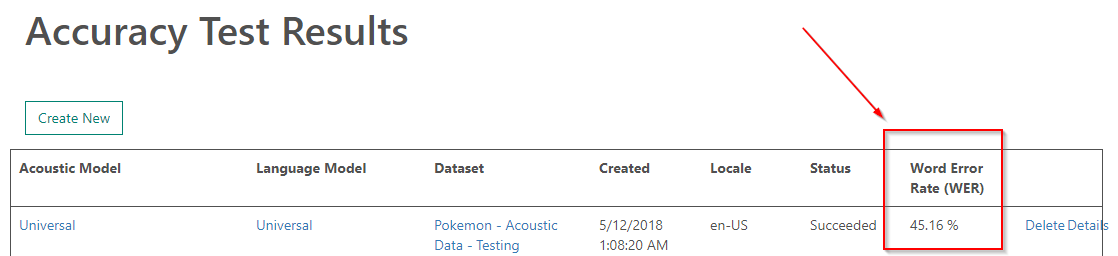 Accuracy Test Results
Create New
Acoustic Model Language Model Dataset Created Locale Status Word Error
Rate (WER)
Universal Universal Pokemon - Acoustic 5/12/2018 en-US Succeeded 45.16 % Delete Details
Data - Testing 1:08:20 AM